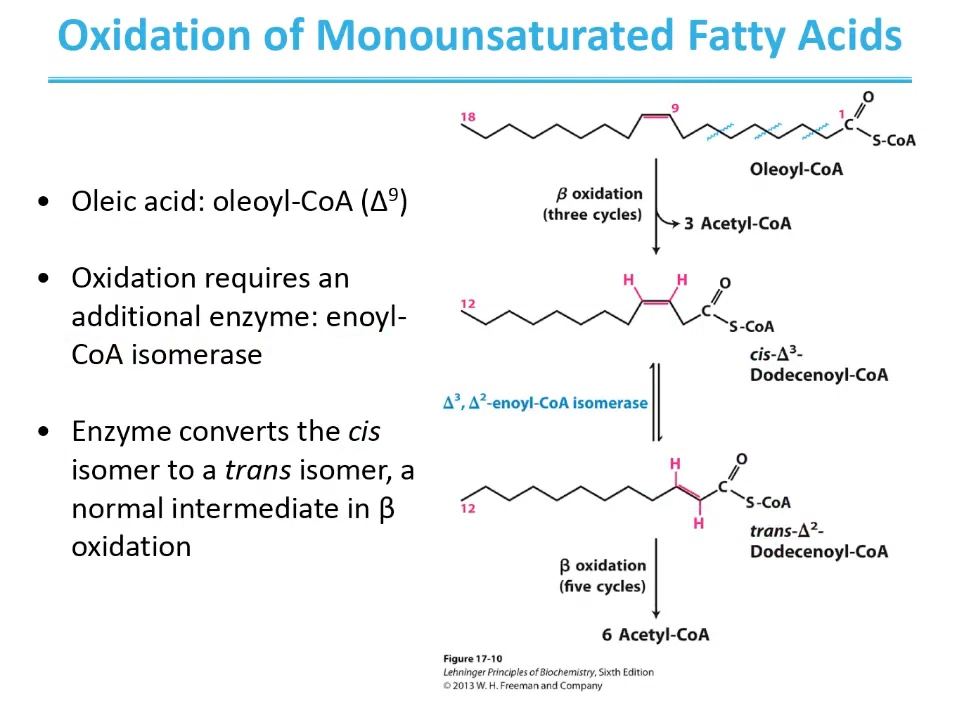 Oxidation of Monounsaturated Fatty Acids
• Oleic acid: oleoyl-CoA (Δ⁹)
• Oxidation requires an
additional enzyme: enoyl-
CoA isomerase
• Enzyme converts the cis
isomer to a trans isomer, a
normal intermediate in β
oxidation
18
9
1
O
C
S-CoA
Oleoyl-CoA
β oxidation
(three cycles)
3 Acetyl-CoA
H
H
O
12
C
S-CoA
cis-Δ³-
Dodecenoyl-CoA
Δ³, Δ²-enoyl-CoA isomerase
H
O
C
12
S-CoA
H
trans-Δ²-
Dodecenoyl-CoA
β oxidation
(five cycles)
6 Acetyl-CoA
Figure 17-10
Lehninger Principles of Biochemistry, Sixth Edition
© 2013 W. H. Freeman and Company